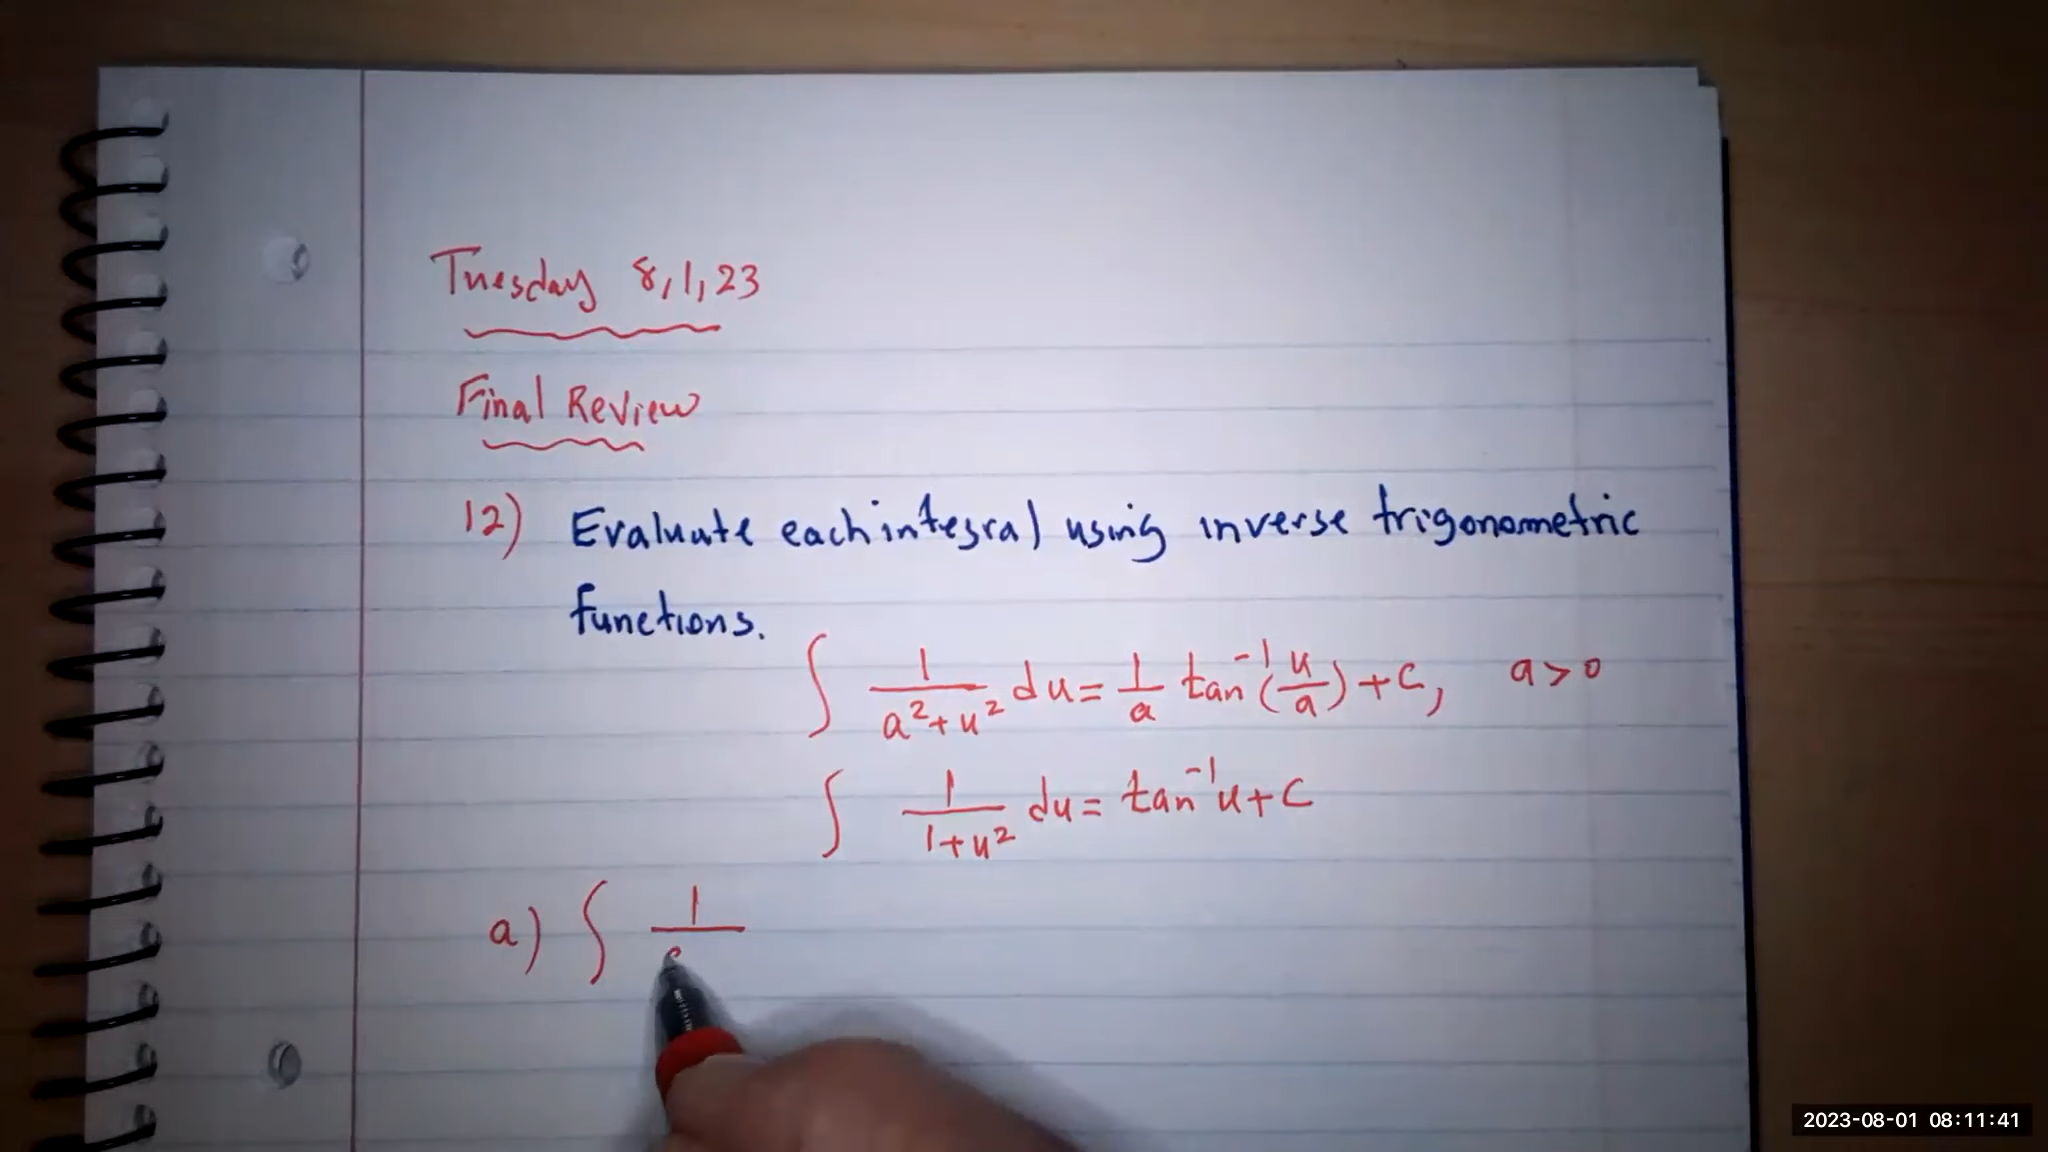 Tuesday 8,1,23
Final Review
12) Evaluate each integral using inverse trigonometric
functions.
∫ 1/(a²+u²) du = 1/a tan⁻¹(u/a) + C, a > 0
∫ 1/(1+u²) du = tan⁻¹u + C
a) ∫ 1
2023-08-01 08:11:41